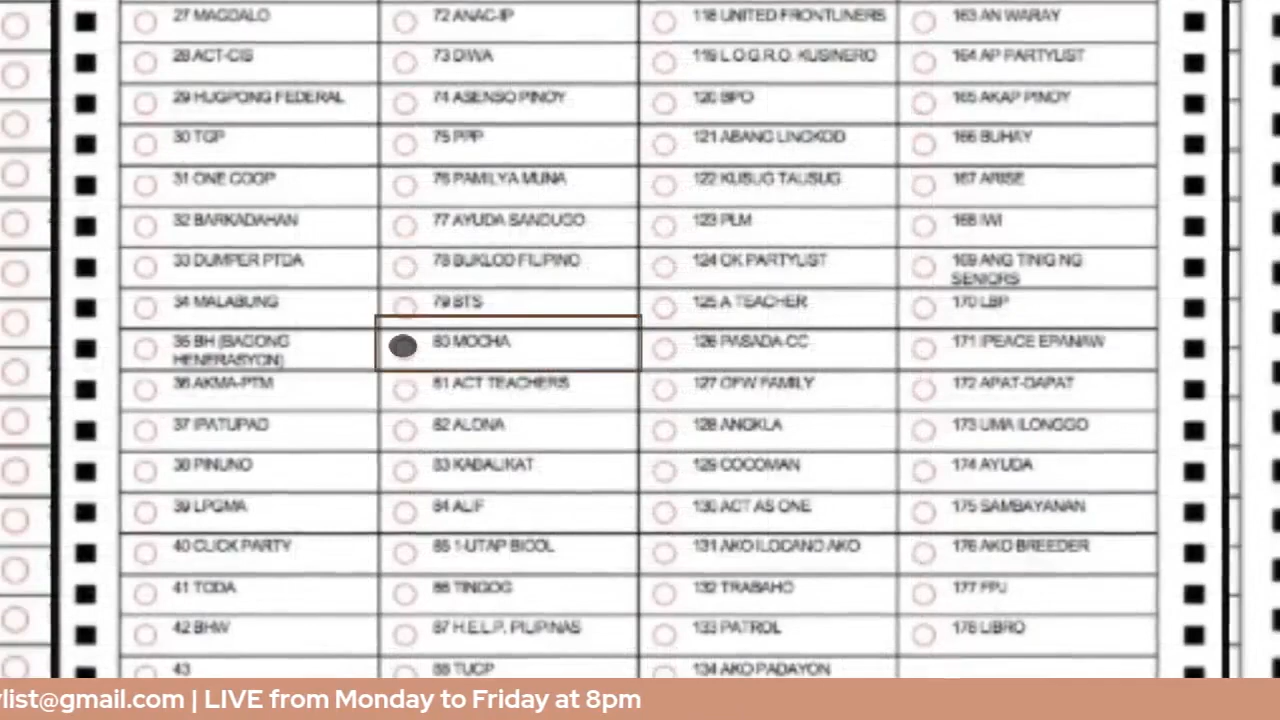 27 MAGDALO
28 ACT-CIS
29 HUGPONG FEDERAL
30 TGP
31 ONE COOP
32 BARKADAHAN
33 DUMPER PTDA
34 MALABUNG
35 BH (BAGONG
HENERASYON)
36 AKMA-PTM
37 IPATUPAD
38 PINUNO
39 LPGMA
40 CLICK PARTY
41 TODA
42 BHW
43
72 ANAC-IP
73 DIWA
74 ASENSO PINOY
75 PPP
76 PAMILYA MUNA
77 AYUDA SANDUGO
78 BUKLOD FILIPINO
79 BTS
80 MOCHA
81 ACT TEACHERS
82 ALONA
83 KABALIKAT
84 ALIF
85 1-UTAP BICOL
86 TINGOG
87 H.E.L.P. PILIPINAS
88 TUCP
118 UNITED FRONTLINERS
119 L.O.G.R.O. KUSINERO
120 BPO
121 ABANG LINGKOD
122 KUSUG TAUSUG
123 PLM
124 OK PARTYLIST
125 A TEACHER
126 PASADA-CC
127 OFW FAMILY
128 ANGKLA
129 COCOMAN
130 ACT AS ONE
131 AKO ILOCANO AKO
132 TRABAHO
133 PATROL
134 AKO PADAYON
163 AN WARAY
164 AP PARTYLIST
165 AKAP PINOY
166 BUHAY
167 ARISE
168 IWI
169 ANG TINIG NG
SENIORS
170 LBP
171 IPEACE EPANAW
172 APAT-DAPAT
173 UMA ILONGGO
174 AYUDA
175 SAMBAYANAN
176 AKO BREEDER
177 FPJ
178 LIBRO
ylist@gmail.com | LIVE from Monday to Friday at 8pm